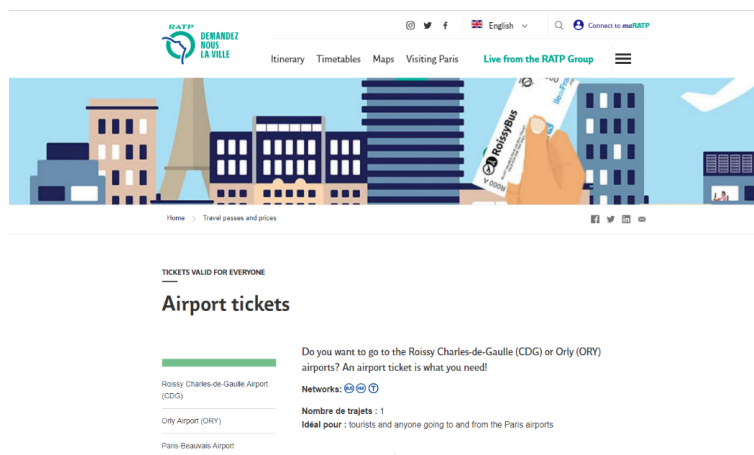 RATP
DEMANDEZ
NOUS
LA VILLE
English
Connect to maRATP
Itinerary Timetables Maps Visiting Paris Live from the RATP Group
RoissyBus
Home > Travel passes and prices
TICKETS VALID FOR EVERYONE
Airport tickets
Do you want to go to the Roissy Charles-de-Gaulle (CDG) or Orly (ORY)
airports? An airport ticket is what you need!
Networks:
Nombre de trajets : 1
Idéal pour : tourists and anyone going to and from the Paris airports
Roissy Charles-de-Gaulle Airport
(CDG)
Orly Airport (ORY)
Paris-Beauvais Airport